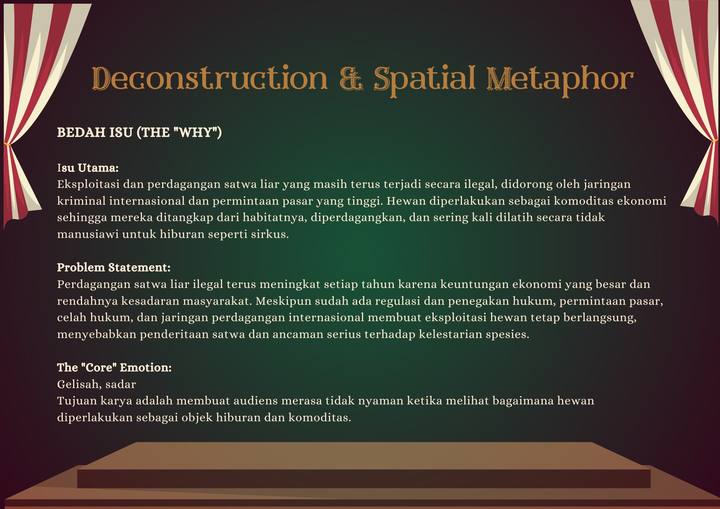 Deconstruction & Spatial Metaphor
BEDAH ISU (THE "WHY")
Isu Utama:
Eksploitasi dan perdagangan satwa liar yang masih terus terjadi secara ilegal, didorong oleh jaringan
kriminal internasional dan permintaan pasar yang tinggi. Hewan diperlakukan sebagai komoditas ekonomi
sehingga mereka ditangkap dari habitatnya, diperdagangkan, dan sering kali dilatih secara tidak
manusiawi untuk hiburan seperti sirkus.
Problem Statement:
Perdagangan satwa liar ilegal terus meningkat setiap tahun karena keuntungan ekonomi yang besar dan
rendahnya kesadaran masyarakat. Meskipun sudah ada regulasi dan penegakan hukum, permintaan pasar,
celah hukum, dan jaringan perdagangan internasional membuat eksploitasi hewan tetap berlangsung,
menyebabkan penderitaan satwa dan ancaman serius terhadap kelestarian spesies.
The "Core" Emotion:
Gelisah, sadar
Tujuan karya adalah membuat audiens merasa tidak nyaman ketika melihat bagaimana hewan
diperlakukan sebagai objek hiburan dan komoditas.